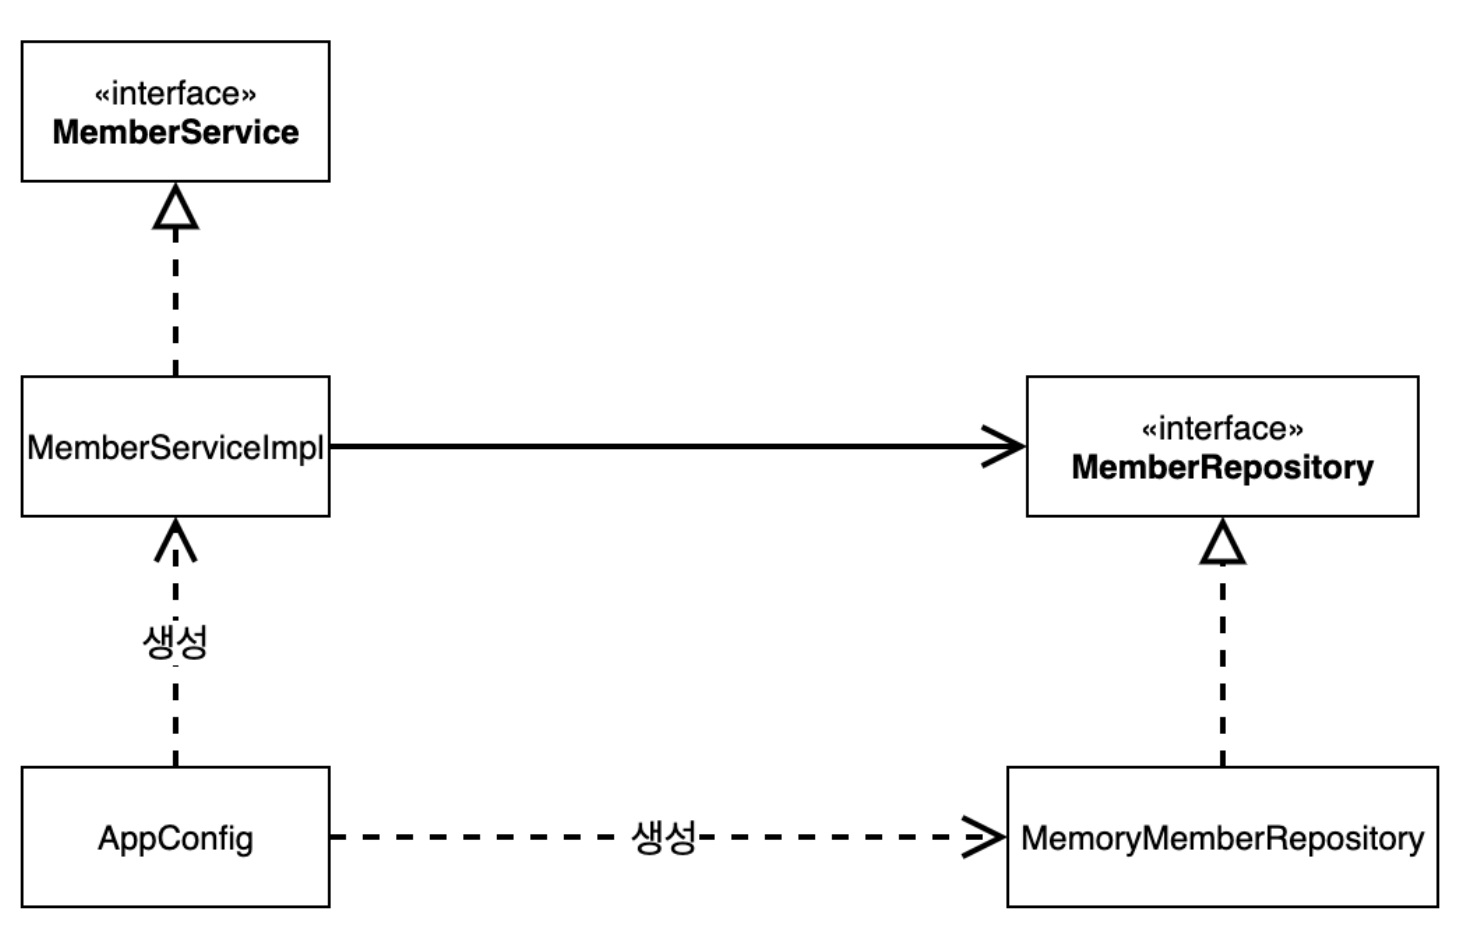 «interface»
MemberService
MemberServiceImpl
«interface»
MemberRepository
생성
AppConfig
생성
MemoryMemberRepository